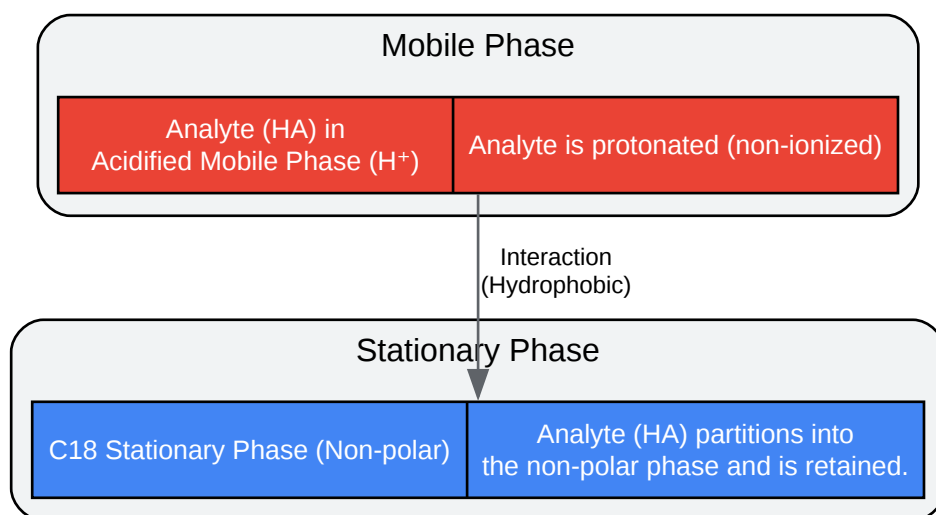 Mobile Phase
Analyte (HA) in
Acidified Mobile Phase (H⁺)
Analyte is protonated (non-ionized)
Interaction
(Hydrophobic)
Stationary Phase
C18 Stationary Phase (Non-polar)
Analyte (HA) partitions into
the non-polar phase and is retained.